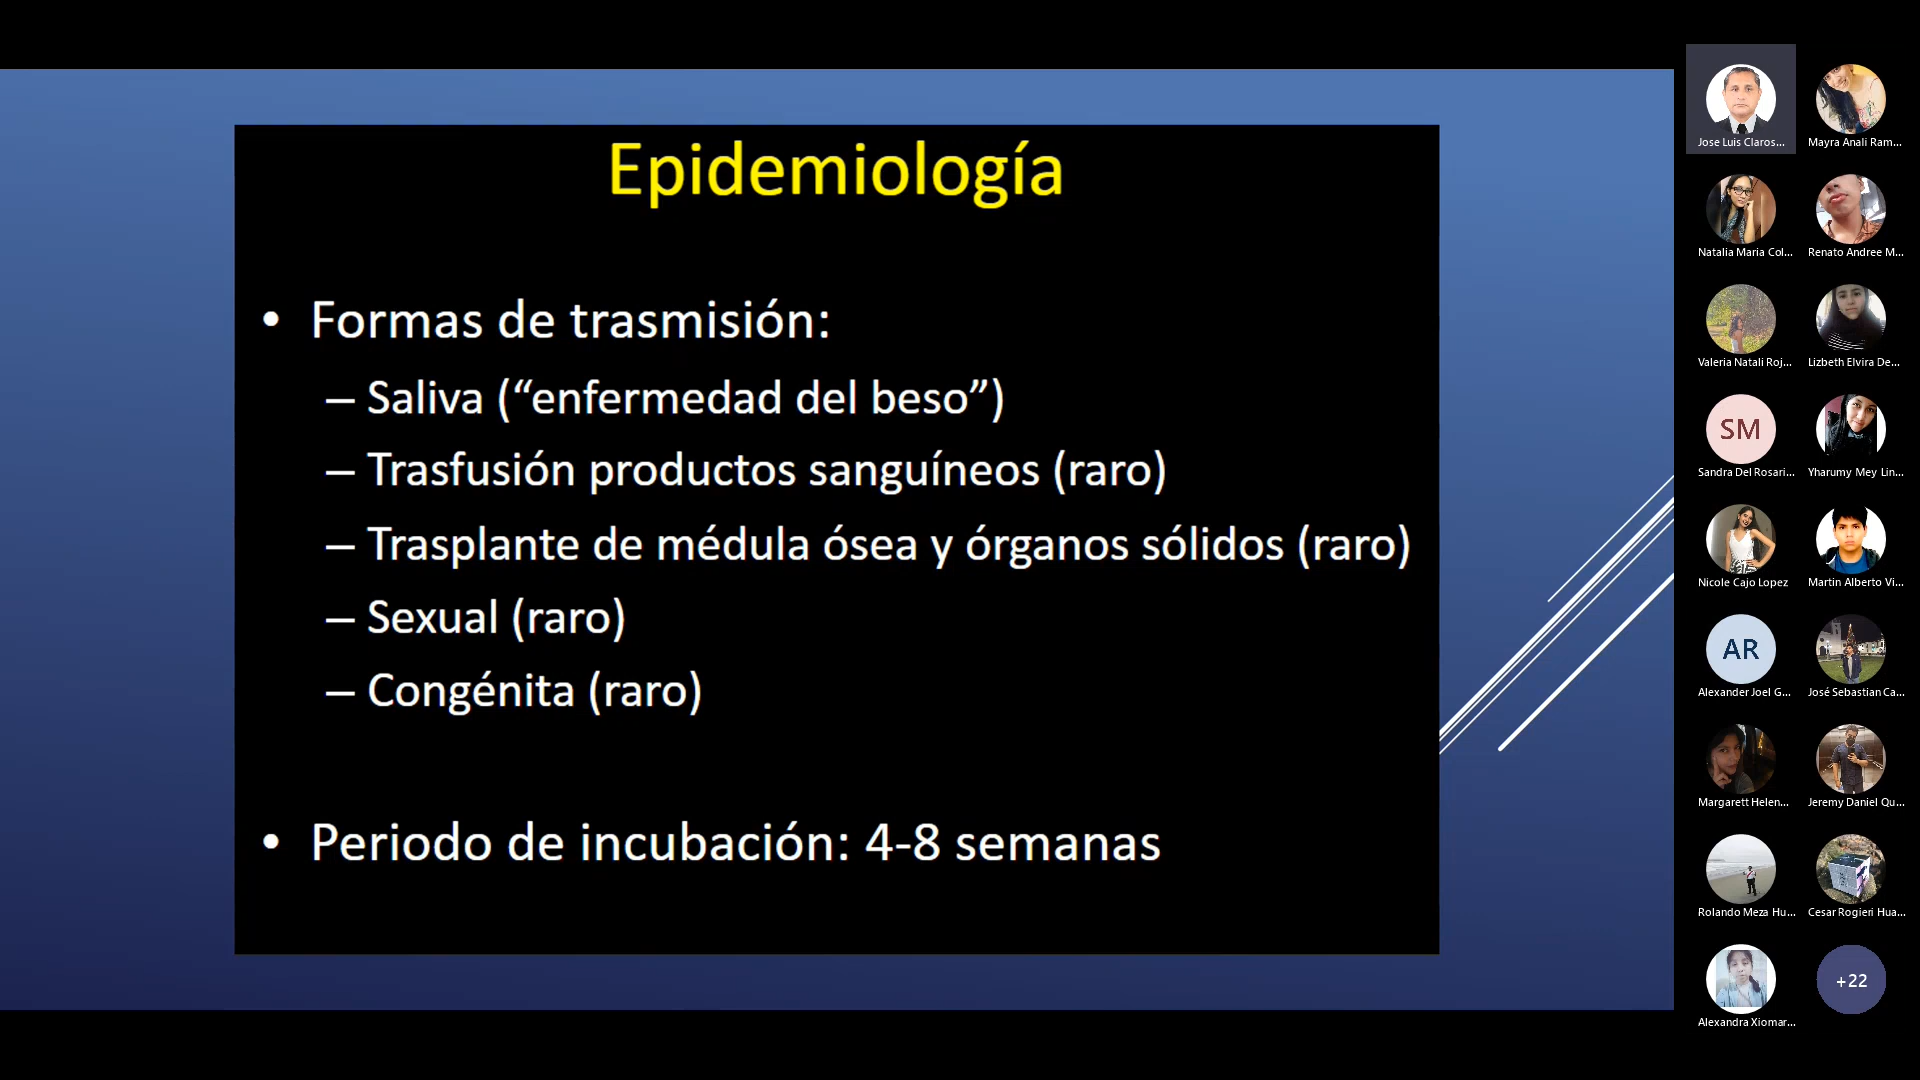 Epidemiología
• Formas de trasmisión:
– Saliva (“enfermedad del beso”)
– Trasfusión productos sanguíneos (raro)
– Trasplante de médula ósea y órganos sólidos (raro)
– Sexual (raro)
– Congénita (raro)
• Periodo de incubación: 4-8 semanas
Jose Luis Claros...
Mayra Anali Ram...
Natalia Maria Col...
Renato Andree M...
Valeria Natali Roj...
Lizbeth Elvira De...
SM
Sandra Del Rosari...
Yharumy Mey Lin...
Nicole Cajo Lopez
Martin Alberto Vi...
AR
Alexander Joel G...
José Sebastian Ca...
Margarett Helen...
Jeremy Daniel Qu...
Rolando Meza Hu...
Cesar Rogieri Hua...
Alexandra Xiomar...
+22